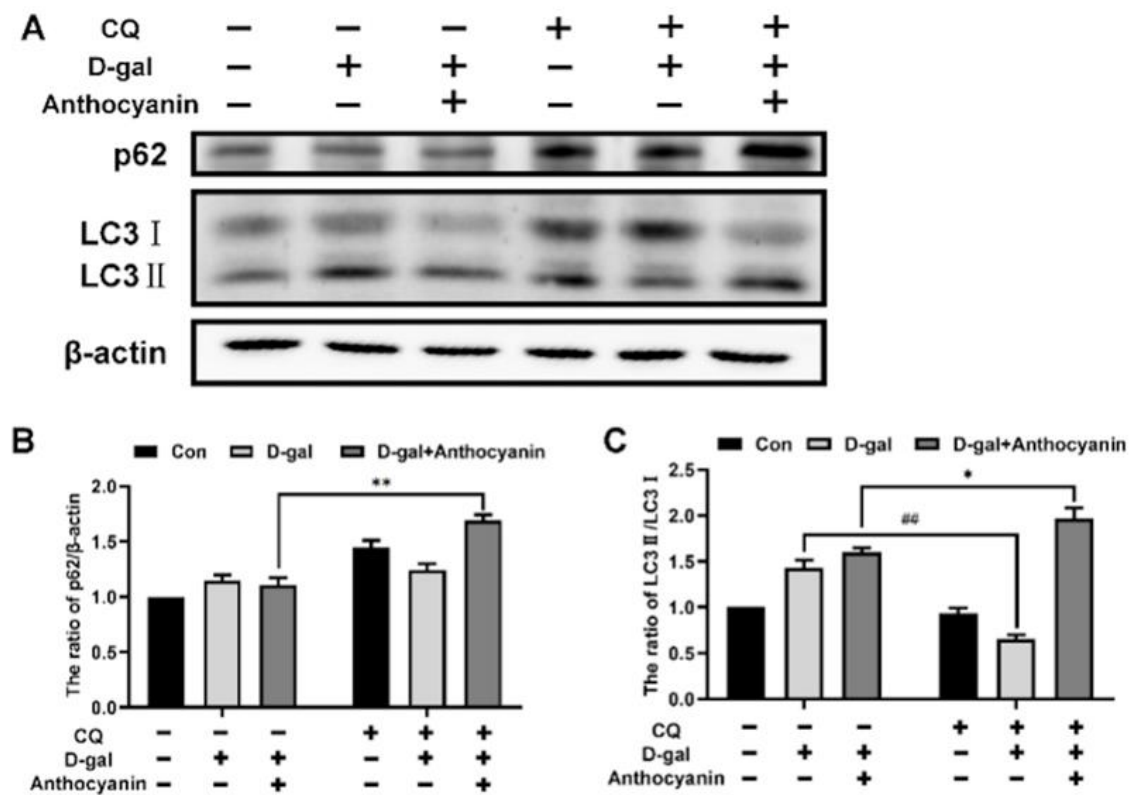 A
CQ − − − + + +
D-gal − + + − + +
Anthocyanin − − + − − +
p62
LC3 Ⅰ
LC3 Ⅱ
β-actin
B
Con D-gal D-gal+Anthocyanin
The ratio of p62/β-actin
2.0
1.5
1.0
0.5
0.0
**
CQ − − − + + +
D-gal − + + − + +
Anthocyanin − − + − − +
C
Con D-gal D-gal+Anthocyanin
The ratio of LC3 Ⅱ/LC3 Ⅰ
2.5
2.0
1.5
1.0
0.5
0.0
*
##
CQ − − − + + +
D-gal − + + − + +
Anthocyanin − − + − − +